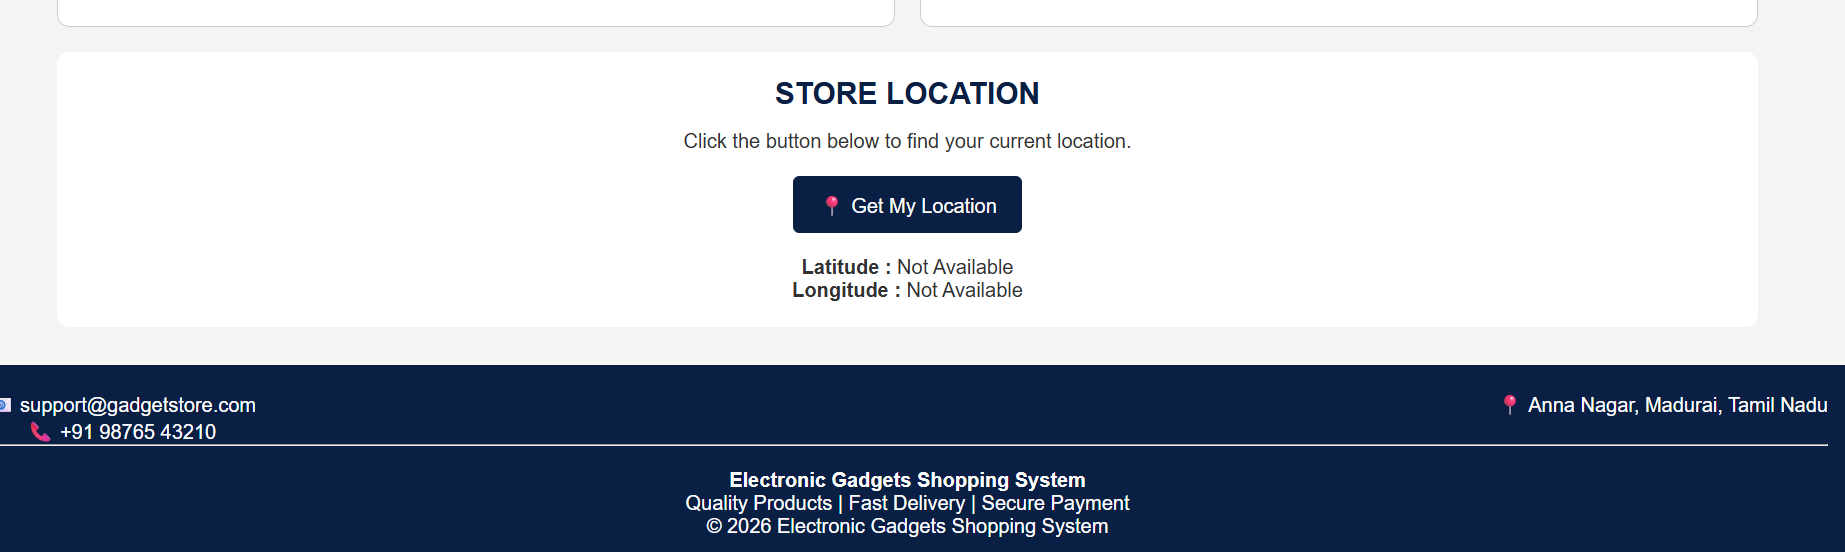 STORE LOCATION
Click the button below to find your current location.
Get My Location
Latitude : Not Available
Longitude : Not Available
support@gadgetstore.com
Anna Nagar, Madurai, Tamil Nadu
+91 98765 43210
Electronic Gadgets Shopping System
Quality Products | Fast Delivery | Secure Payment
© 2026 Electronic Gadgets Shopping System